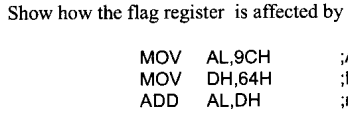 Show how the flag register is affected by
MOV AL,9CH ;
MOV DH,64H ;
ADD AL,DH ;